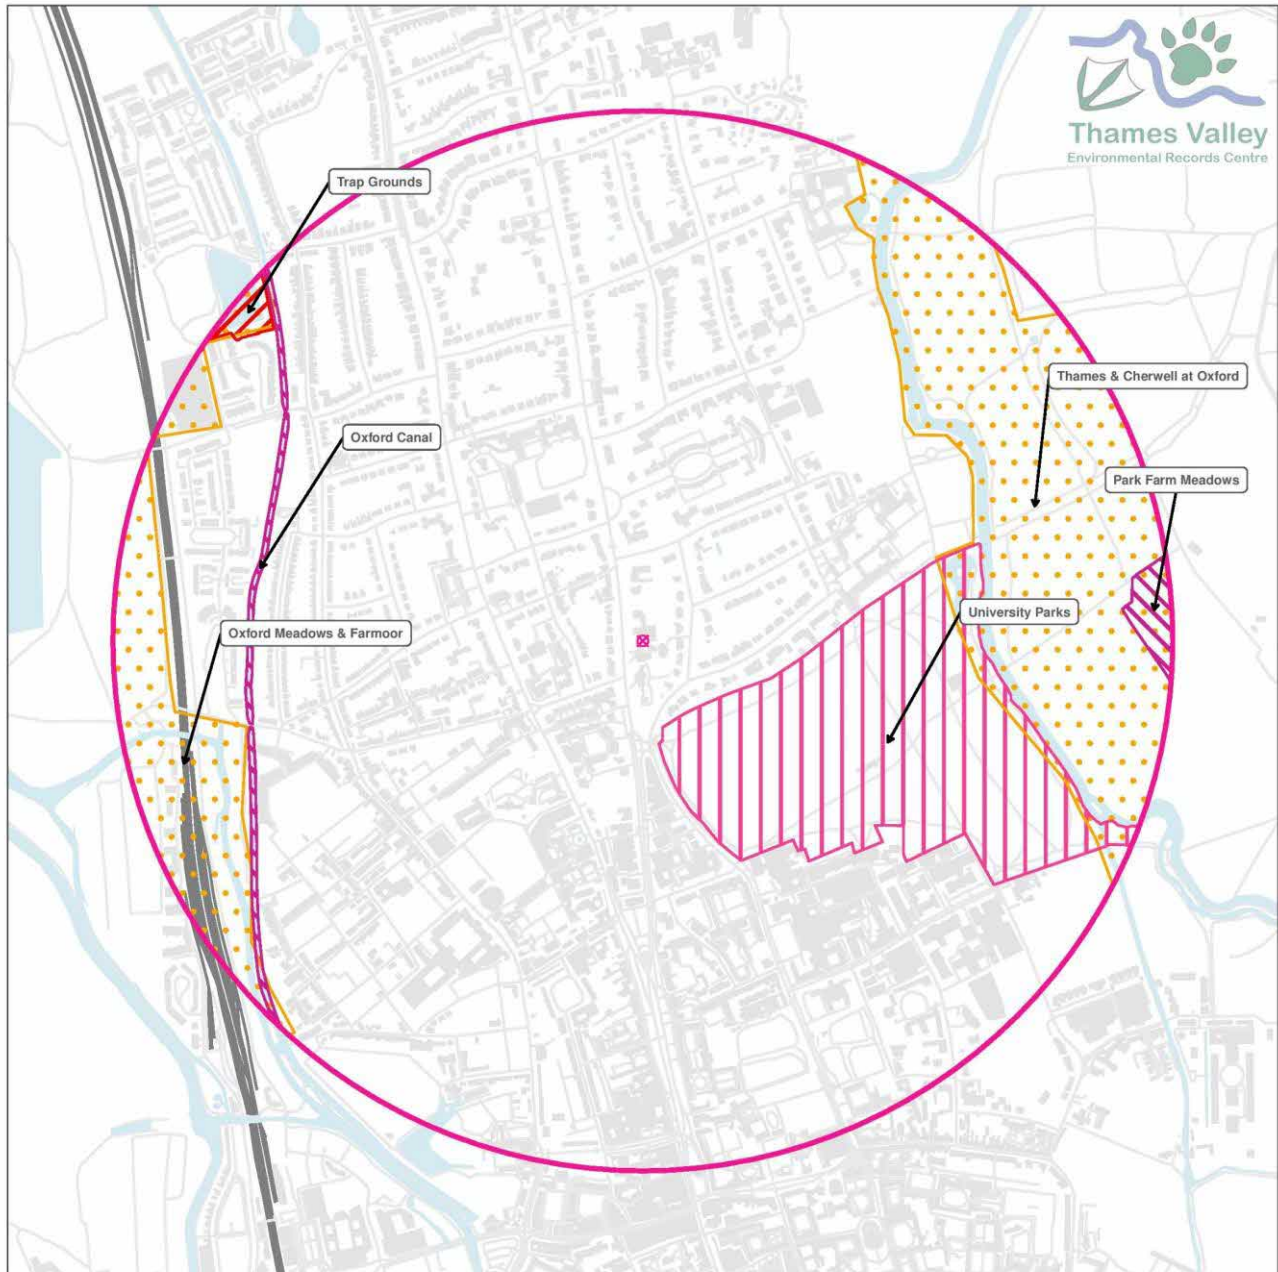 Thames Valley
Environmental Records Centre
Trap Grounds
Thames & Cherwell at Oxford
Oxford Canal
Park Farm Meadows
University Parks
Oxford Meadows & Farmoor